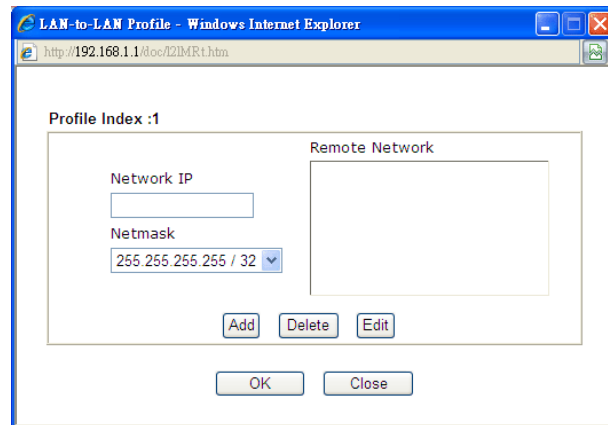 LAN-to-LAN Profile - Windows Internet Explorer
http://192.168.1.1/doc/l2lMRt.htm
Profile Index :1
Remote Network
Network IP
Netmask
255.255.255.255 / 32
Add Delete Edit
OK Close